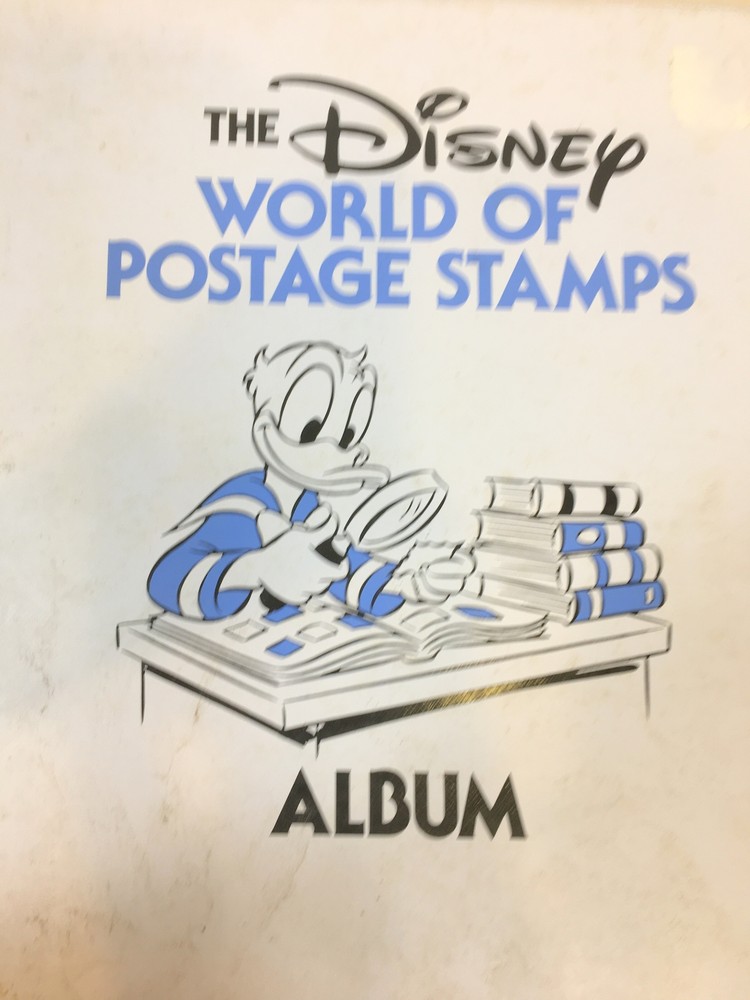 THE Disney
WORLD OF
POSTAGE STAMPS
ALBUM